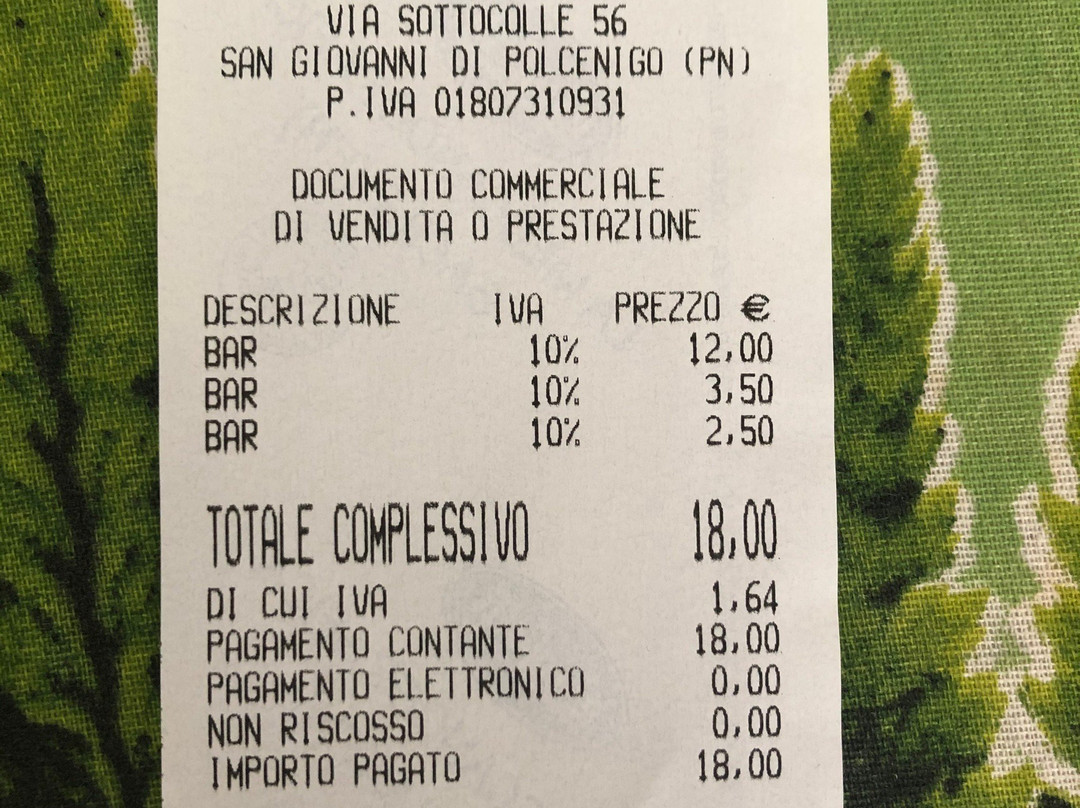 VIA SOTTOCOLLE 56
SAN GIOVANNI DI POLCENIGO (PN)
P.IVA 01807310931
DOCUMENTO COMMERCIALE
DI VENDITA O PRESTAZIONE
DESCRIZIONE IVA PREZZO €
BAR 10% 12,00
BAR 10% 3,50
BAR 10% 2,50
TOTALE COMPLESSIVO 18,00
DI CUI IVA 1,64
PAGAMENTO CONTANTE 18,00
PAGAMENTO ELETTRONICO 0,00
NON RISCOSSO 0,00
IMPORTO PAGATO 18,00